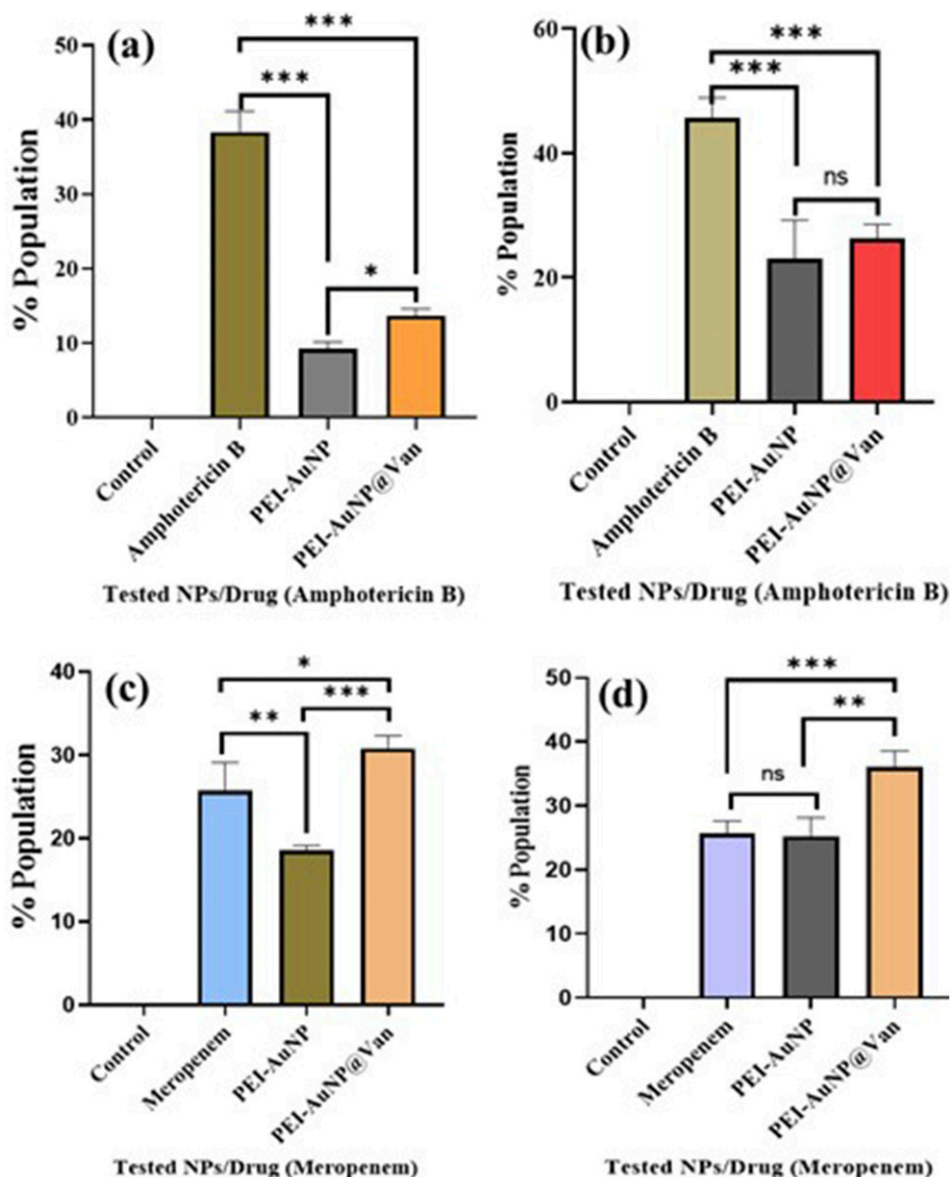 (a)
***
***
*
% Population
50
40
30
20
10
0
Control
Amphotericin B
PEI-AuNP
PEI-AuNP@Van
Tested NPs/Drug (Amphotericin B)
(b)
***
***
ns
% Population
60
40
20
0
Control
Amphotericin B
PEI-AuNP
PEI-AuNP@Van
Tested NPs/Drug (Amphotericin B)
(c)
*
***
**
% Population
40
30
20
10
0
Control
Meropenem
PEI-AuNP
PEI-AuNP@Van
Tested NPs/Drug (Meropenem)
(d)
***
**
ns
% Population
50
40
30
20
10
0
Control
Meropenem
PEI-AuNP
PEI-AuNP@Van
Tested NPs/Drug (Meropenem)